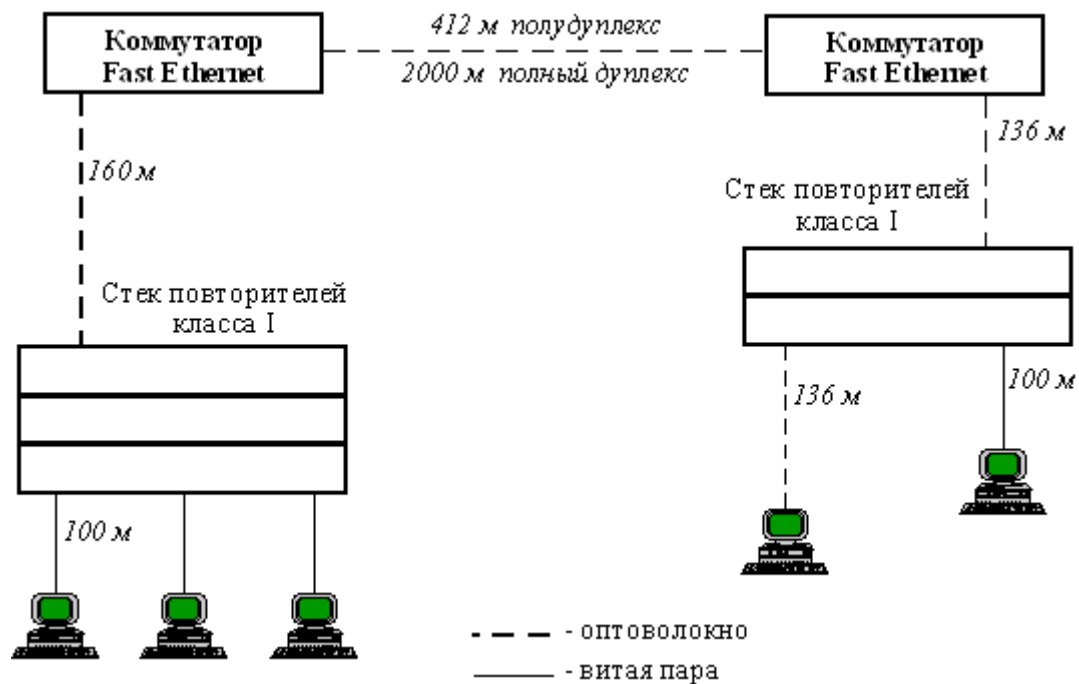 Коммутатор
Fast Ethernet
412 м полудуплекс
2000 м полный дуплекс
Коммутатор
Fast Ethernet
160 м
136 м
Стек повторителей
класса I
Стек повторителей
класса I
136 м
100 м
100 м
- оптоволокно
- витая пара